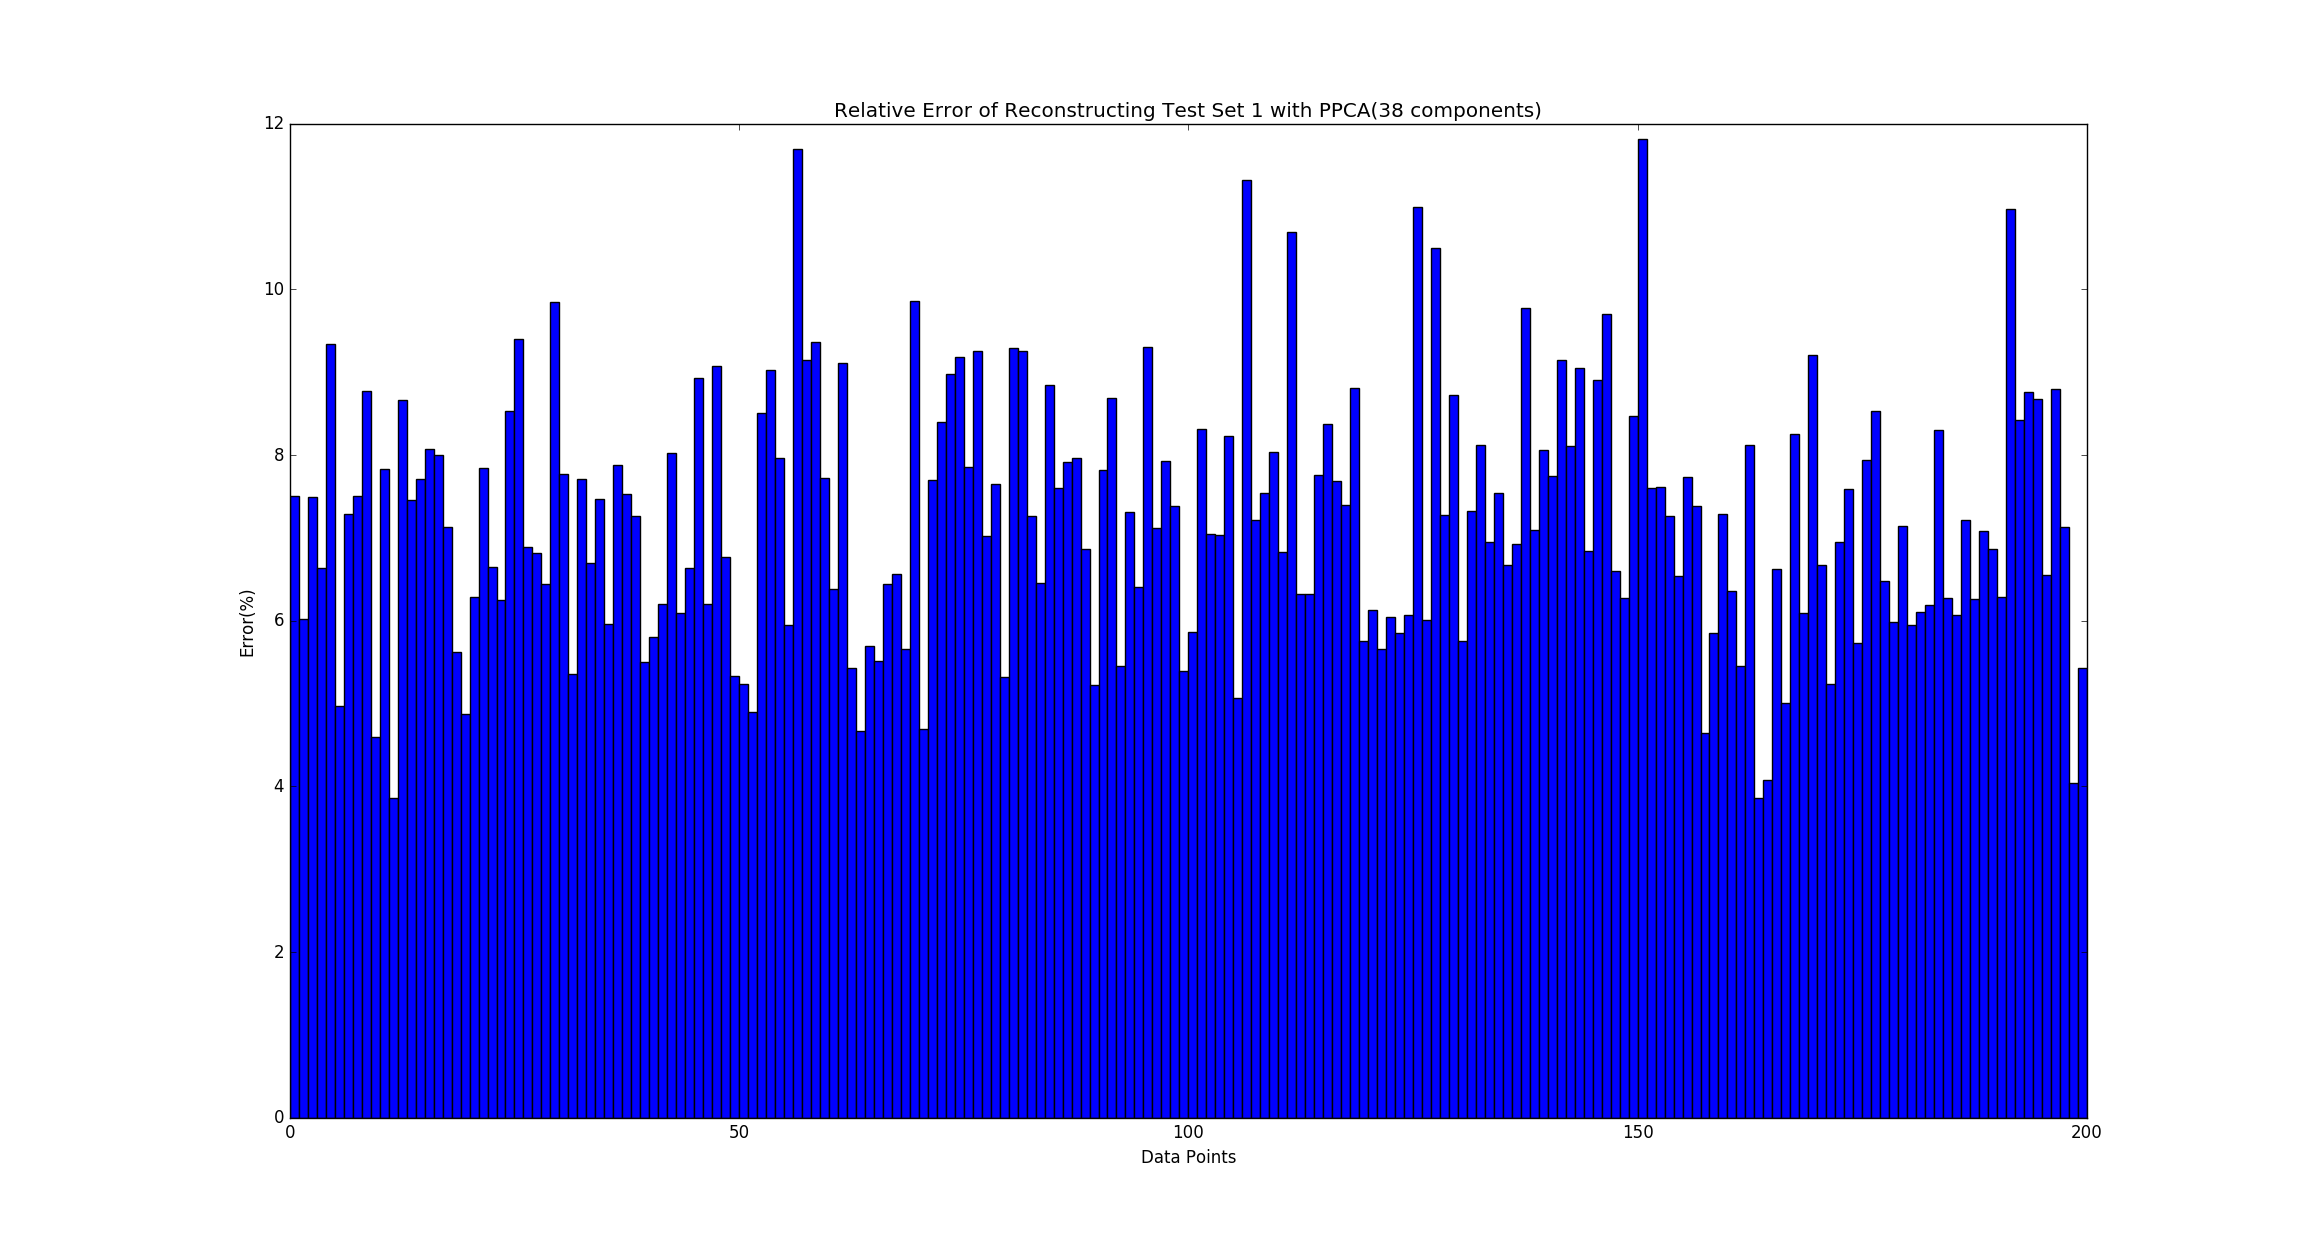 Relative Error of Reconstructing Test Set 1 with PPCA(38 components)
12
10
8
6
4
2
0
Error(%)
0 50 100 150 200
Data Points